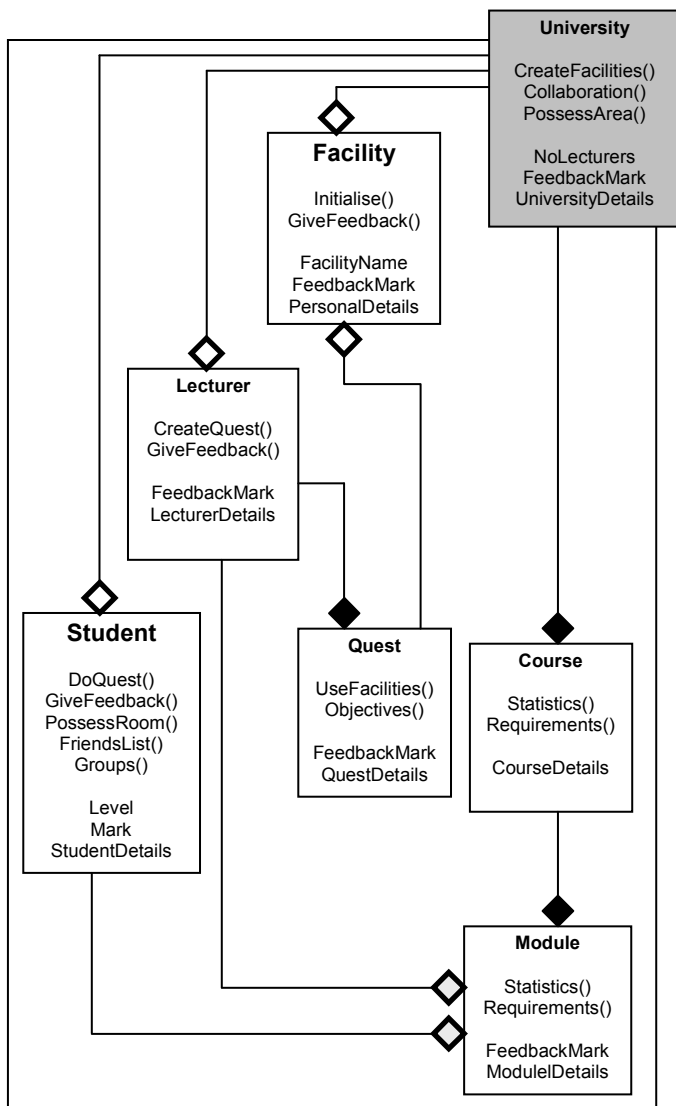 University
CreateFacilities()
Collaboration()
PossessArea()
NoLecturers
FeedbackMark
UniversityDetails
Facility
Initialise()
GiveFeedback()
FacilityName
FeedbackMark
PersonalDetails
Lecturer
CreateQuest()
GiveFeedback()
FeedbackMark
LecturerDetails
Student
DoQuest()
GiveFeedback()
PossessRoom()
FriendsList()
Groups()
Level
Mark
StudentDetails
Quest
UseFacilities()
Objectives()
FeedbackMark
QuestDetails
Course
Statistics()
Requirements()
CourseDetails
Module
Statistics()
Requirements()
FeedbackMark
ModulelDetails